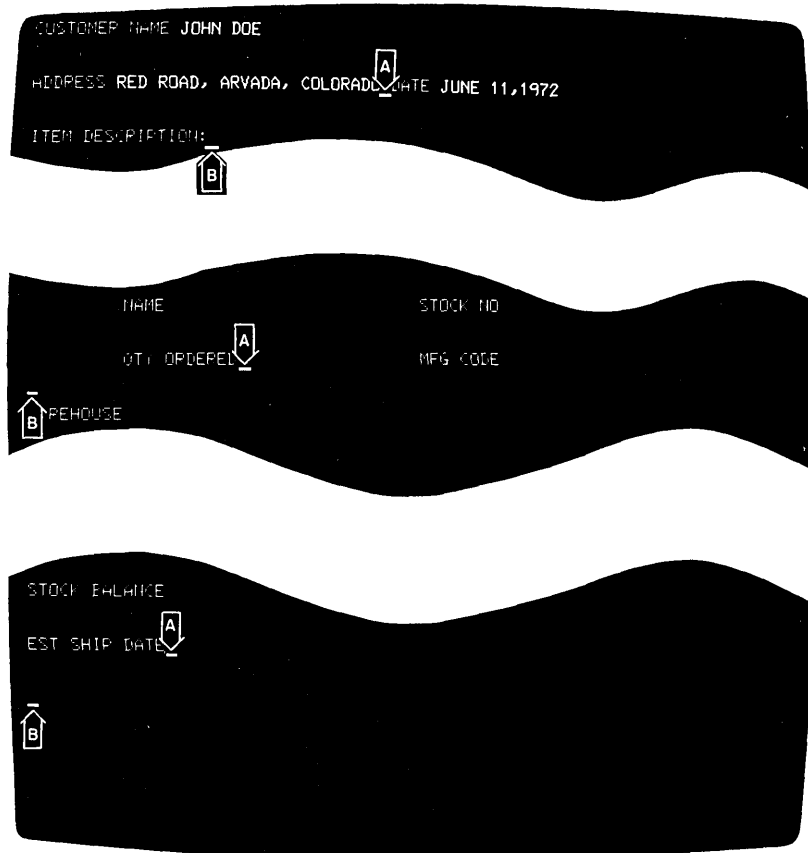 CUSTOMER NAME JOHN DOE
A
ADDRESS RED ROAD, ARVADA, COLORADO DATE JUNE 11,1972
ITEM DESCRIPTION:
B
NAME STOCK NO
A
QTY ORDERED MFG CODE
B REHOUSE
STOCK BALANCE
A
EST SHIP DATE
B